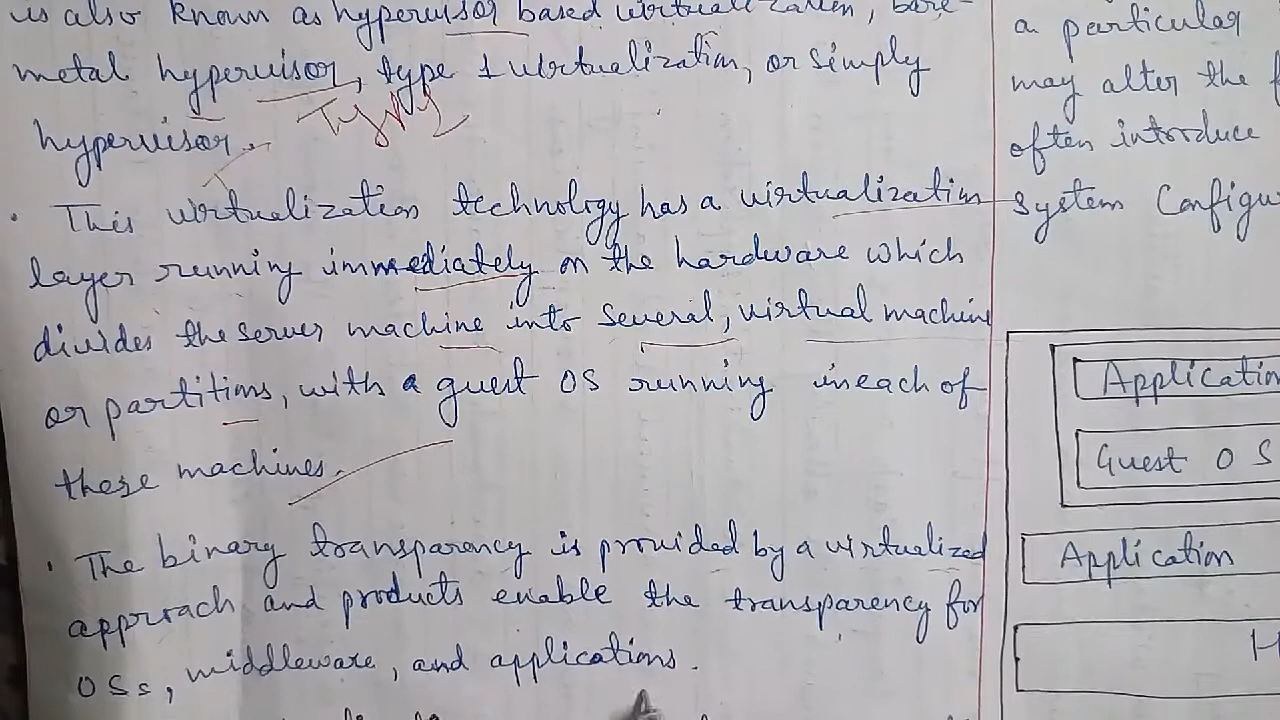 is also known as hypervisor based virtualization, bare-
metal hypervisor, type 1 virtualization, or simply
hypervisor.
• This virtualization technology has a virtualization
layer running immediately on the hardware which
divides the server machine into several, virtual machine
or partitions, with a guest OS running in each of
these machines.
• The binary transparency is provided by a virtualized
approach and products enable the transparency for
OSs, middleware, and applications.
a particular
may alter the
often introduce
System Configu
Application
Guest OS
Application
H